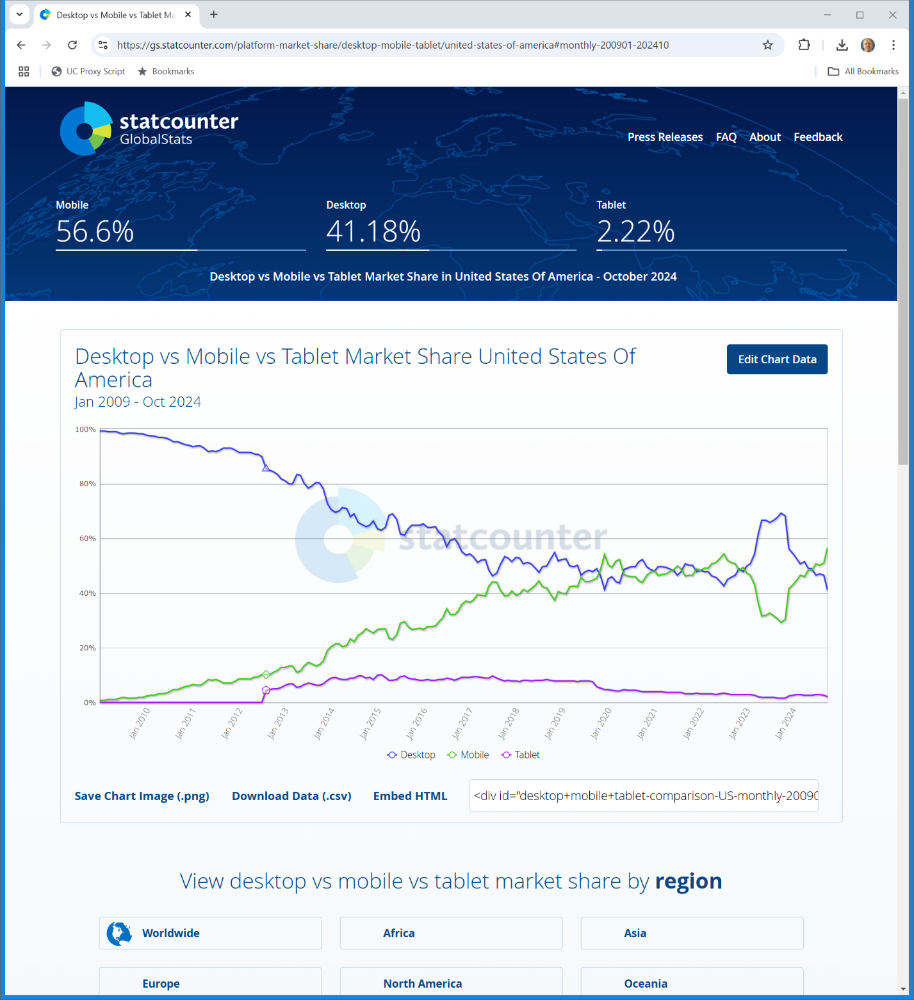 Desktop vs Mobile vs Tablet Ma
https://gs.statcounter.com/platform-market-share/desktop-mobile-tablet/united-states-of-america#monthly-200901-202410
UC Proxy Script
Bookmarks
All Bookmarks
statcounter
GlobalStats
Press Releases
FAQ
About
Feedback
Mobile
56.6%
Desktop
41.18%
Tablet
2.22%
Desktop vs Mobile vs Tablet Market Share in United States Of America - October 2024
Desktop vs Mobile vs Tablet Market Share United States Of
America
Jan 2009 - Oct 2024
Edit Chart Data
100%
80%
60%
40%
20%
0%
statcounter
Jan 2010
Jan 2011
Jan 2012
Jan 2013
Jan 2014
Jan 2015
Jan 2016
Jan 2017
Jan 2018
Jan 2019
Jan 2020
Jan 2021
Jan 2022
Jan 2023
Jan 2024
Desktop
Mobile
Tablet
Save Chart Image (.png)
Download Data (.csv)
Embed HTML
<div id="desktop+mobile+tablet-comparison-US-monthly-20090
View desktop vs mobile vs tablet market share by region
Worldwide
Africa
Asia
Europe
North America
Oceania